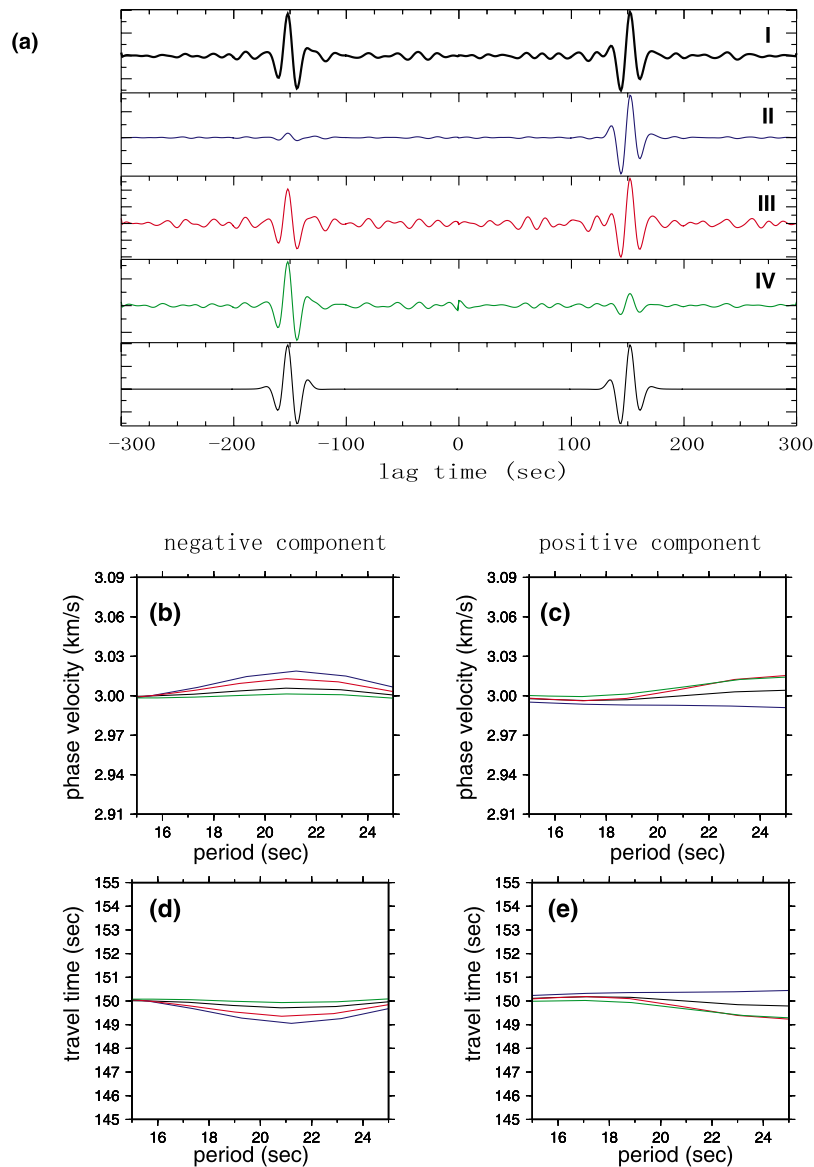 (a)
I
II
III
IV
-300 -200 -100 0 100 200 300
lag time (sec)
negative component
positive component
(b)
3.09
3.06
3.03
3.00
2.97
2.94
2.91
phase velocity (km/s)
16 18 20 22 24
period (sec)
(c)
3.09
3.06
3.03
3.00
2.97
2.94
2.91
phase velocity (km/s)
16 18 20 22 24
period (sec)
(d)
155
154
153
152
151
150
149
148
147
146
145
travel time (sec)
16 18 20 22 24
period (sec)
(e)
155
154
153
152
151
150
149
148
147
146
145
travel time (sec)
16 18 20 22 24
period (sec)